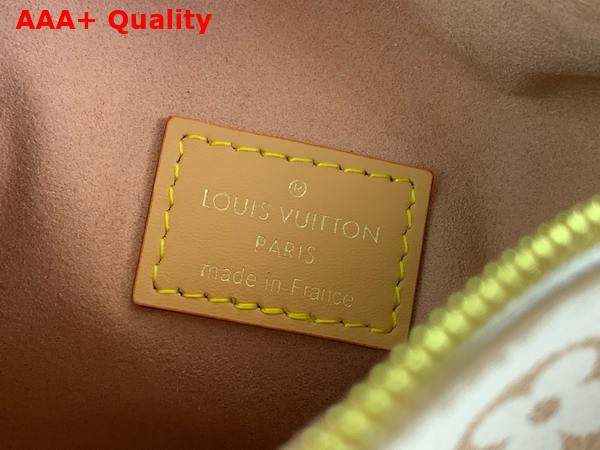 AAA+ Quality
®
LOUIS VUITTON
PARIS
made in France